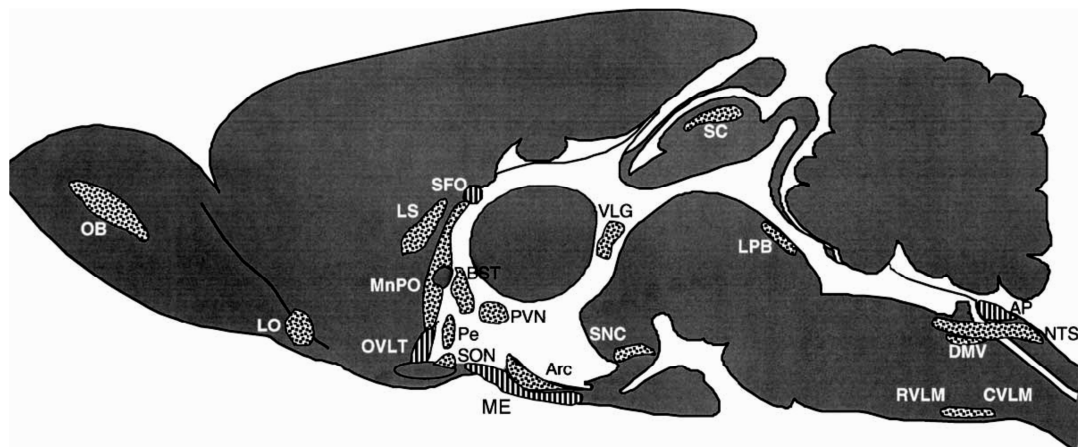 SC
SFO
LS
VLG
OB
LPB
BST
MnPO
PVN
AP
LO
Pe
NTS
OVLT
SNC
DMV
SON
Arc
RVLM CVLM
ME